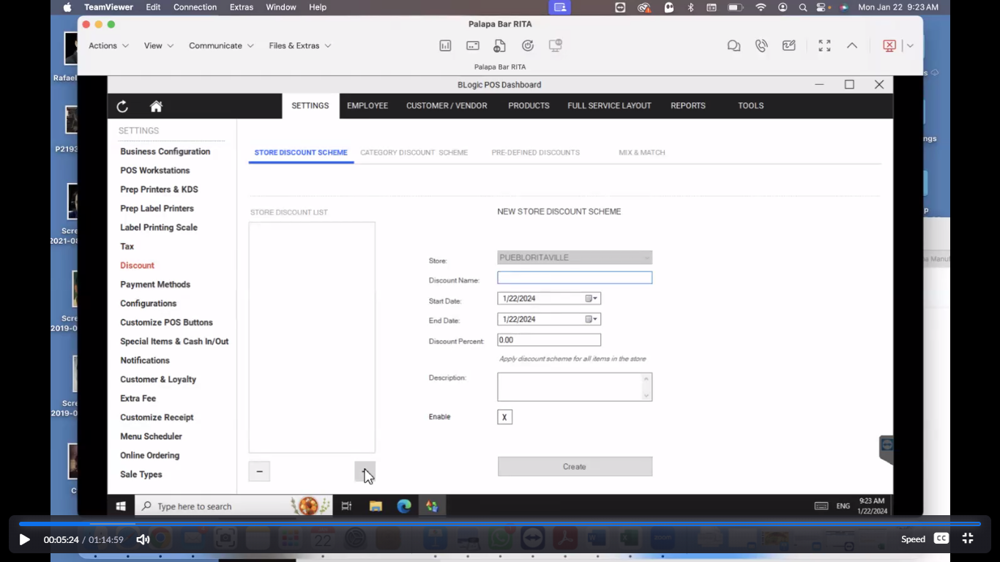 TeamViewer Edit Connection Extras Window Help Mon Jan 22 9:23 AM
Palapa Bar RITA
Actions View Communicate Files & Extras
Palapa Bar RITA
BLogic POS Dashboard
SETTINGS EMPLOYEE CUSTOMER / VENDOR PRODUCTS FULL SERVICE LAYOUT REPORTS TOOLS
SETTINGS
Business Configuration
POS Workstations
Prep Printers & KDS
Prep Label Printers
Label Printing Scale
Tax
Discount
Payment Methods
Configurations
Customize POS Buttons
Special Items & Cash In/Out
Notifications
Customer & Loyalty
Extra Fee
Customize Receipt
Menu Scheduler
Online Ordering
Sale Types
STORE DISCOUNT SCHEME CATEGORY DISCOUNT SCHEME PRE-DEFINED DISCOUNTS MIX & MATCH
STORE DISCOUNT LIST
NEW STORE DISCOUNT SCHEME
Store: PUEBLORITAVILLE
Discount Name:
Start Date: 1/22/2024
End Date: 1/22/2024
Discount Percent: 0.00
Apply discount scheme for all items in the store
Description:
Enable X
Create
Type here to search
ENG 9:23 AM
1/22/2024
Rafael
P2193
Scre
2021-08
Scre
2019-0
Scre
2019-0
C
s
ngs
p
a Manul
22
zoom
00:05:24 / 01:14:59
Speed CC